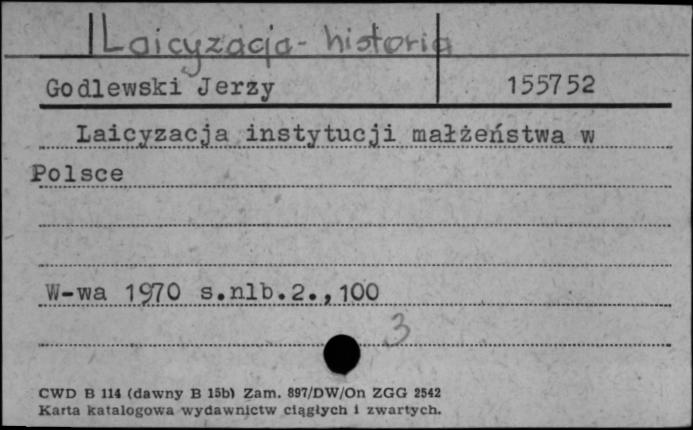 Laicyzacja - historia
Godlewski Jerzy 155752
Laicyzacja instytucji małżeństwa w
Polsce
W-wa 1970 s.nlb.2.,100
3
CWD B 114 (dawny B 15b) Zam. 897/DW/On ZGG 2542
Karta katalogowa wydawnictw ciągłych i zwartych.